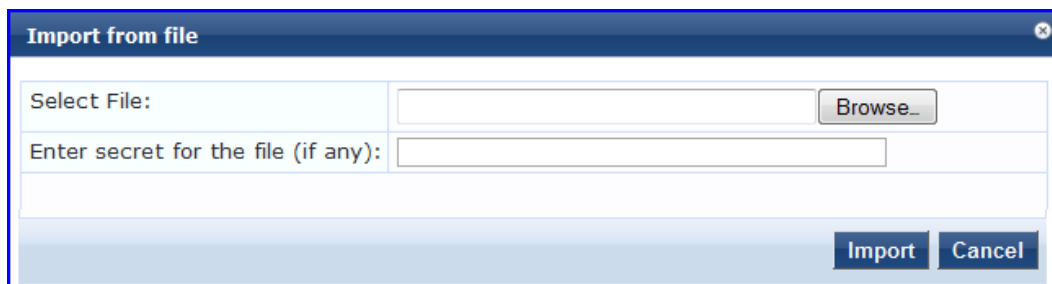 Import from file
Select File:
Browse...
Enter secret for the file (if any):
Import Cancel